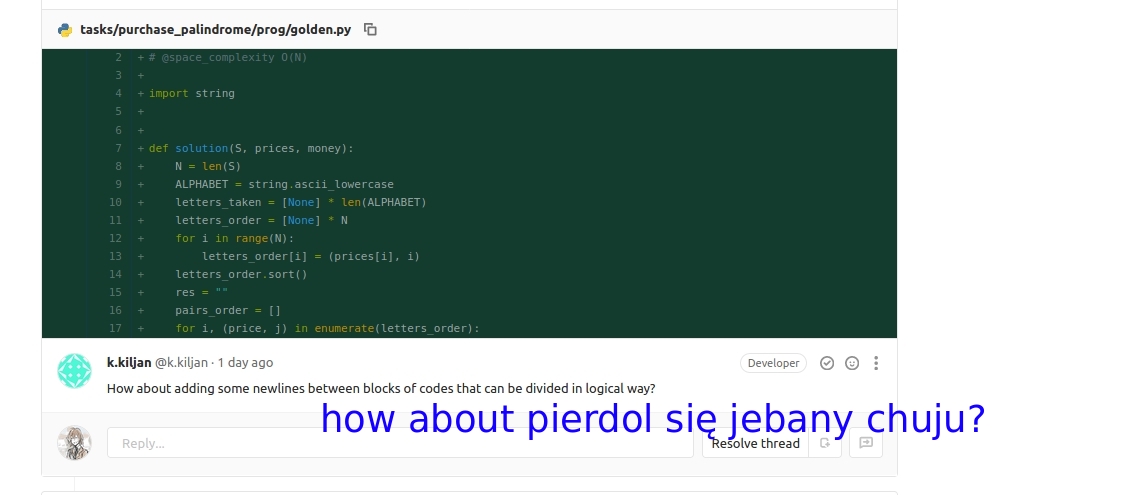 tasks/purchase_palindrome/prog/golden.py
2 + # @space_complexity O(N)
3 +
4 + import string
5 +
6 +
7 + def solution(S, prices, money):
8 +     N = len(S)
9 +     ALPHABET = string.ascii_lowercase
10 +     letters_taken = [None] * len(ALPHABET)
11 +     letters_order = [None] * N
12 +     for i in range(N):
13 +         letters_order[i] = (prices[i], i)
14 +     letters_order.sort()
15 +     res = ""
16 +     pairs_order = []
17 +     for i, (price, j) in enumerate(letters_order):
k.kiljan @k.kiljan · 1 day ago Developer
How about adding some newlines between blocks of codes that can be divided in logical way?
how about pierdol się jebany chuju?
Reply... Resolve thread